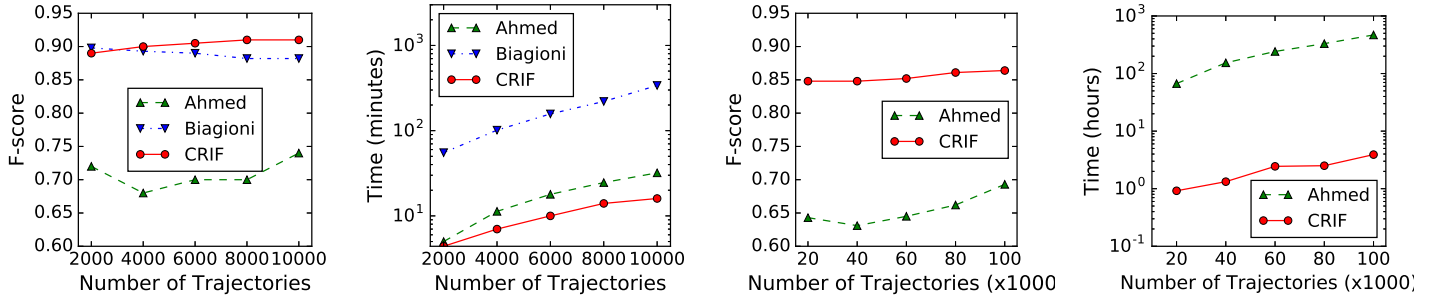 F-score
0.95
0.90
0.85
0.80
0.75
0.70
0.65
0.60
Ahmed
Biagioni
CRIF
2000 4000 6000 8000 10000
Number of Trajectories
Time (minutes)
10³
10²
10¹
Ahmed
Biagioni
CRIF
2000 4000 6000 8000 10000
Number of Trajectories
F-score
0.95
0.90
0.85
0.80
0.75
0.70
0.65
0.60
Ahmed
CRIF
20 40 60 80 100
Number of Trajectories (x1000
Time (hours)
10³
10²
10¹
10⁰
10⁻¹
Ahmed
CRIF
20 40 60 80 100
Number of Trajectories (x1000)